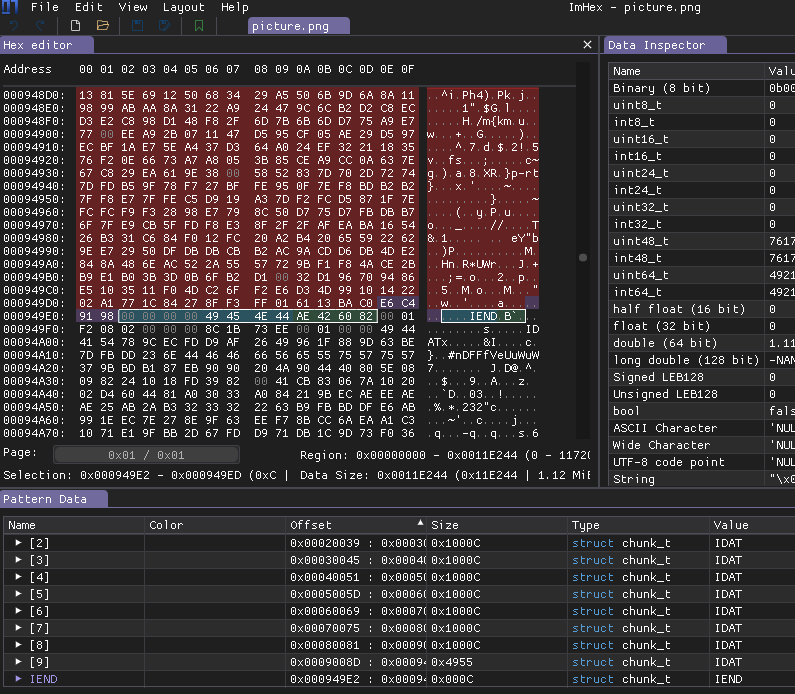 File Edit View Layout Help ImHex - picture.png
picture.png
Hex editor
Data Inspector
Address 00 01 02 03 04 05 06 07 08 09 0A 0B 0C 0D 0E 0F
000948D0: 13 81 5E 69 12 50 68 34 29 A5 50 6B 9D 6A 8A 11 ..^i.Ph4).Pk.j..
000948E0: 98 99 AB AA 8A 31 22 A9 24 47 9C 6C B2 D2 C8 EC .....1".$G.l....
000948F0: D3 E2 C8 98 D1 48 F8 2F 6D 7B 6B 6D D7 75 A9 E7
00094900: 77 00 EE A9 2B 07 11 47 D5 95 CF 05 AE 29 D5 97 w...+..G.....)..
00094910: EC BF 1A E7 5E A4 37 D3 64 A0 24 EF 32 21 18 35 ....^.7.d.$.2!.5
00094920: 76 F2 0E 66 73 A7 A8 05 3B 85 CE A9 CC 0A 63 7E v..fs...;.....c~
00094930: 67 C8 29 EA 61 9E 38 00 58 52 83 7D 70 2D 72 74 g.).a.8.XR.}p-rt
00094940: 7D FD B5 9F 78 F7 27 BF FE 95 0F 7E F8 BD B2 B2 }...x.'....~....
00094950: 7F F8 E7 7F FE C5 D9 19 A3 7D F2 FC D5 87 1F 7E .........}.....~
00094960: FC FC F9 F3 28 98 E7 79 8C 50 D7 75 D7 FB DB B7 ....(..y.P.u....
00094970: 6F 7F E9 CB 5F FD F8 E3 8F 2F 2F AF EA BA 16 54 o..._....//....T
00094980: 26 B3 31 C6 84 F0 12 FC 20 A2 B4 20 65 59 22 62
00094990: 9E E7 29 50 DF DB DB CB B2 AC 9A CD D6 DB 4D E2 ..)P..........M.
000949A0: 84 8A 48 6E AC 52 2A 55 55 57 72 9B F1 F8 4A CE 2B
000949B0: B9 E1 B0 3B 3D 0B 6F B2 D1 00 32 D1 96 70 94 86 ...;=.o...2..p..
000949C0: E5 10 35 11 F0 4D C2 6F F2 E6 D3 4D 8F 0A 14 22 ..5..M.o...M..."
000949D0: 02 A1 77 1C 84 27 8F F3 FF 01 61 13 BA C0 E6 C4 ..w..'....a.....
000949E0: 91 98 00 00 00 00 49 45 4E 44 AE 42 60 82 00 01 ......IEND.B`...
000949F0: F2 08 02 00 00 00 8C 1B 73 EE 00 01 00 00 49 44 ........s.....ID
00094A00: 41 54 78 9C EC FD D9 AF 26 49 96 1F 88 9D 63 BE ATx.....&I....c.
00094A10: 7D 7F BB DD 23 6E 44 46 46 66 56 65 55 75 57 75 57
00094A20: 37 9B BD B1 87 EB 90 90 20 4A 90 44 40 80 5E 08
00094A30: 09 82 24 10 18 FD 39 82 00 41 CB 83 06 7A 10 20 ..$...9..A...z.
00094A40: 02 D4 60 44 81 A0 30 33 A0 84 21 9B EC AE EE AE ..`D..03..!.....
00094A50: AE 25 AB 2A B3 32 33 32 22 63 B9 FB BD DF E6 AB .%.*.232"c......
00094A60: 99 1E EC 7E 27 8E 9F 63 EE F7 8B CC 6A EA A1 C3 ...~'..c....j...
00094A70: 10 71 E1 9F BB 2D 67 FD D9 71 DB 1C 9D 73 F0 36 .q...-g..q...s.6
Page: 0x01 / 0x01 Region: 0x00000000 - 0x0011E244 (0 - 11720
Selection: 0x000949E2 - 0x000949ED (0xC | Data Size: 0x0011E244 (0x11E244 | 1.12 MiB
Name Valu
Binary (8 bit) 0b00
uint8_t 0
int8_t 0
uint16_t 0
int16_t 0
uint24_t 0
int24_t 0
uint32_t 0
int32_t 0
uint48_t 7617
int48_t 7617
uint64_t 4921
int64_t 4921
half float (16 bit) 0
float (32 bit) 0
double (64 bit) 1.11
long double (128 bit) -NAN
Signed LEB128 0
Unsigned LEB128 0
bool fals
ASCII Character 'NUL
Wide Character 'NUL
UTF-8 code point 'NUL
String "\x0
Pattern Data
Name Color Offset Size Type Value
[2] 0x00020039 : 0x00030 0x1000C struct chunk_t IDAT
[3] 0x00030045 : 0x00040 0x1000C struct chunk_t IDAT
[4] 0x00040051 : 0x00050 0x1000C struct chunk_t IDAT
[5] 0x0005005D : 0x00060 0x1000C struct chunk_t IDAT
[6] 0x00060069 : 0x00070 0x1000C struct chunk_t IDAT
[7] 0x00070075 : 0x00080 0x1000C struct chunk_t IDAT
[8] 0x00080081 : 0x00090 0x1000C struct chunk_t IDAT
[9] 0x0009008D : 0x00094 0x4955 struct chunk_t IDAT
IEND 0x000949E2 : 0x00094 0x000C struct chunk_t IEND